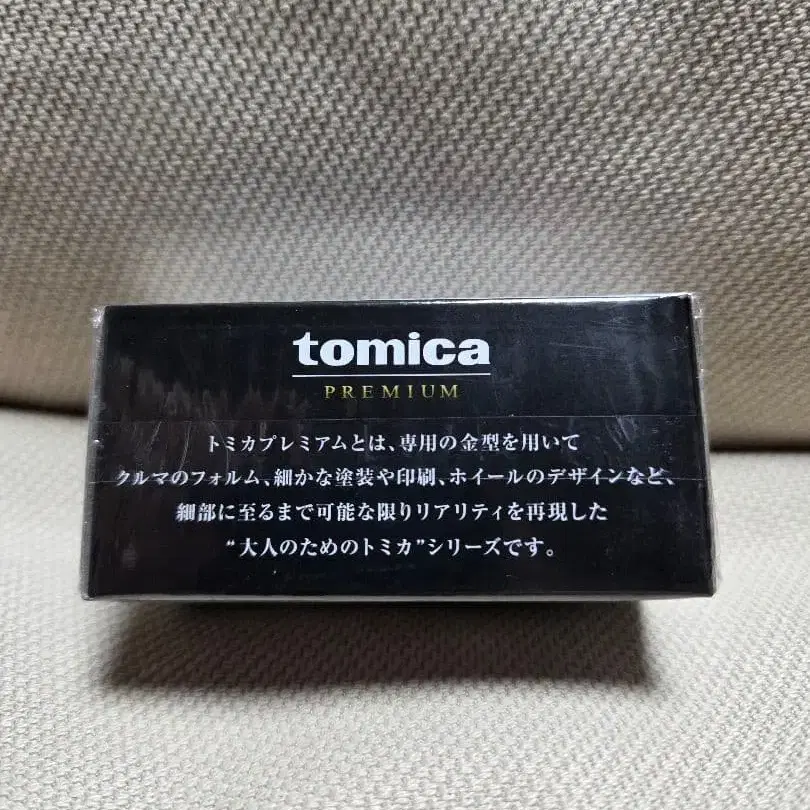 tomica
PREMIUM
トミカプレミアムとは、専用の金型を用いて
クルマのフォルム、細かな塗装や印刷、ホイールのデザインなど、
細部に至るまで可能な限りリアリティを再現した
“大人のためのトミカ”シリーズです。